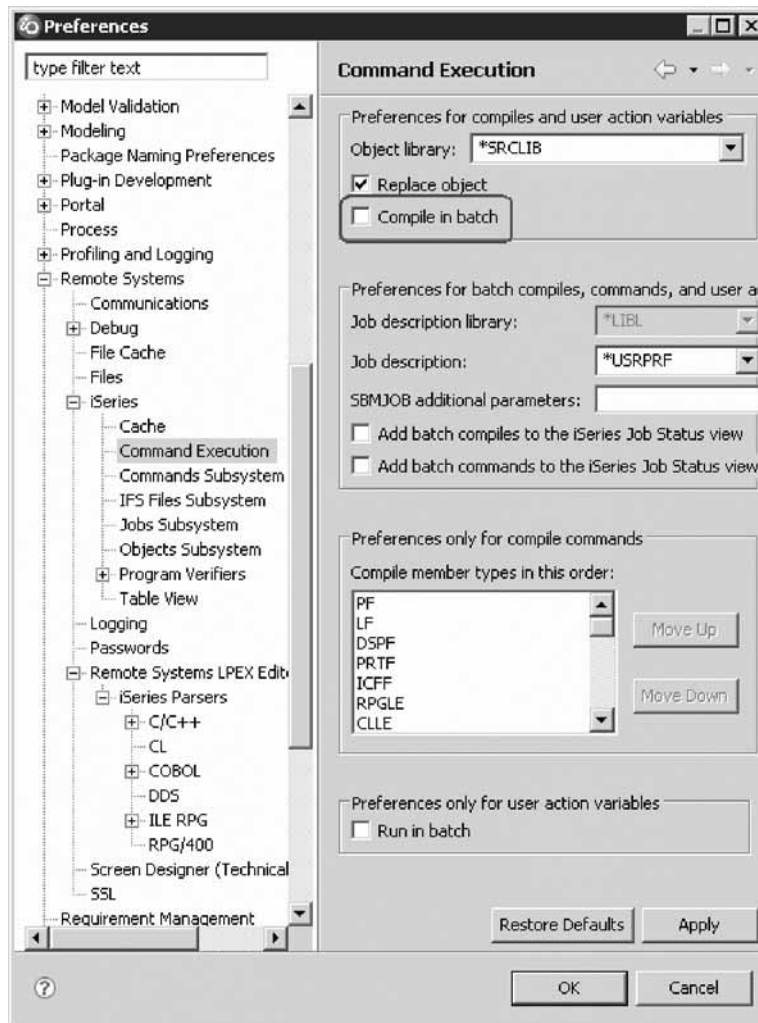 Preferences
type filter text
Model Validation
Modeling
Package Naming Preferences
Plug-in Development
Portal
Process
Profiling and Logging
Remote Systems
Communications
Debug
File Cache
Files
iSeries
Cache
Command Execution
Commands Subsystem
IFS Files Subsystem
Jobs Subsystem
Objects Subsystem
Program Verifiers
Table View
Logging
Passwords
Remote Systems LPEX Edit
iSeries Parsers
C/C++
CL
COBOL
DDS
ILE RPG
RPG/400
Screen Designer (Technical
SSL
Requirement Management
Command Execution
Preferences for compiles and user action variables
Object library: *SRCLIB
Replace object
Compile in batch
Preferences for batch compiles, commands, and user a
Job description library: *LIBL
Job description: *USRPRF
SBMJOB additional parameters:
Add batch compiles to the iSeries Job Status view
Add batch commands to the iSeries Job Status view
Preferences only for compile commands
Compile member types in this order:
PF
LF
DSPF
PRTF
ICFF
RPGLE
CLLE
Move Up
Move Down
Preferences only for user action variables
Run in batch
Restore Defaults Apply
? OK Cancel